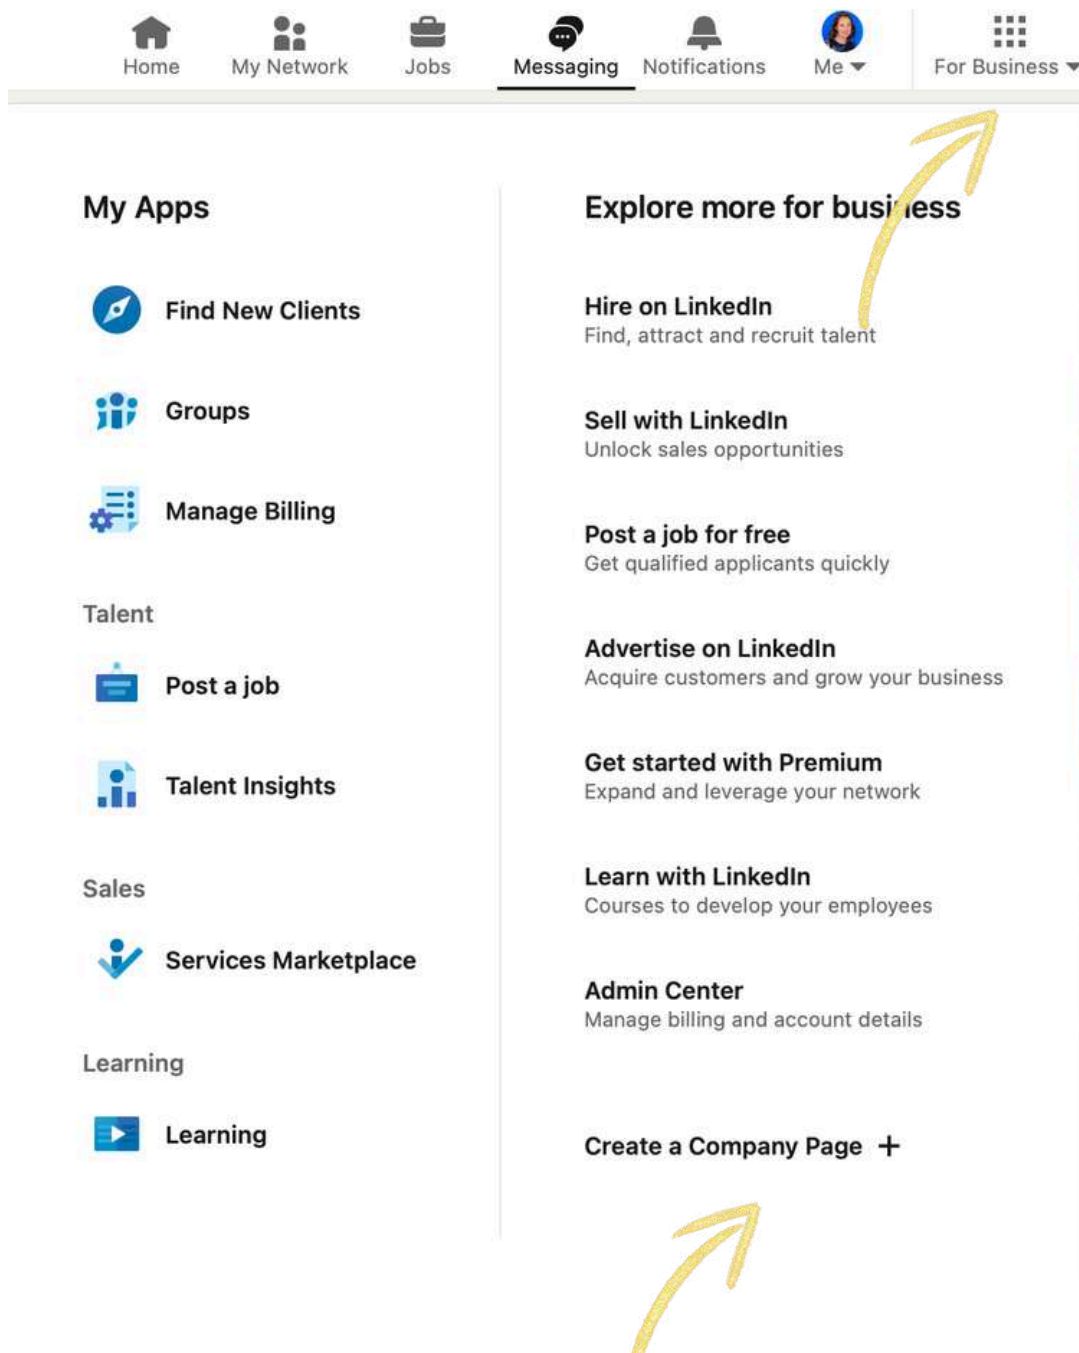 Home My Network Jobs Messaging Notifications Me For Business
My Apps
Find New Clients
Groups
Manage Billing
Talent
Post a job
Talent Insights
Sales
Services Marketplace
Learning
Learning
Explore more for business
Hire on LinkedIn
Find, attract and recruit talent
Sell with LinkedIn
Unlock sales opportunities
Post a job for free
Get qualified applicants quickly
Advertise on LinkedIn
Acquire customers and grow your business
Get started with Premium
Expand and leverage your network
Learn with LinkedIn
Courses to develop your employees
Admin Center
Manage billing and account details
Create a Company Page +